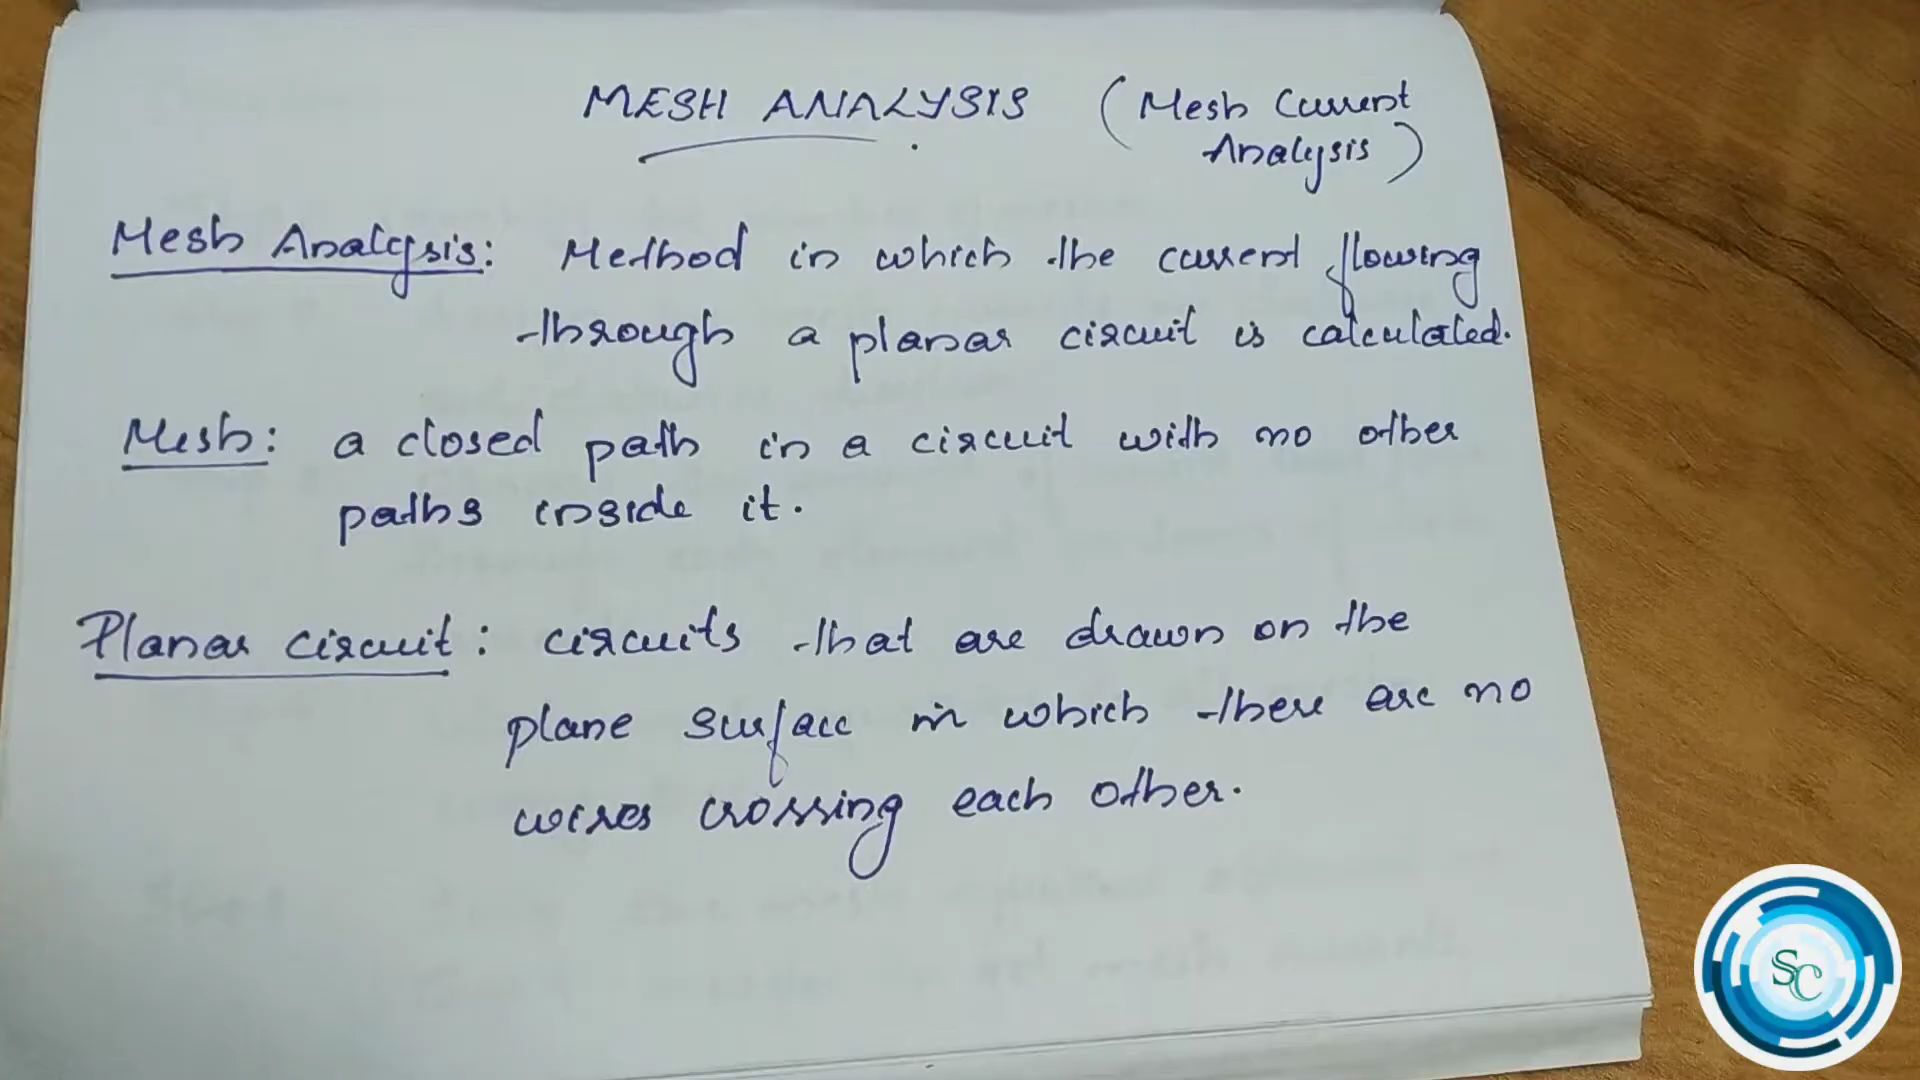 MESH ANALYSIS (Mesh Current
Analysis)
Mesh Analysis: Method in which the current flowing
through a planar circuit is calculated.
Mesh: a closed path in a circuit with no other
paths inside it.
Planar circuit: circuits that are drawn on the
plane surface in which there are no
wires crossing each other.
SC